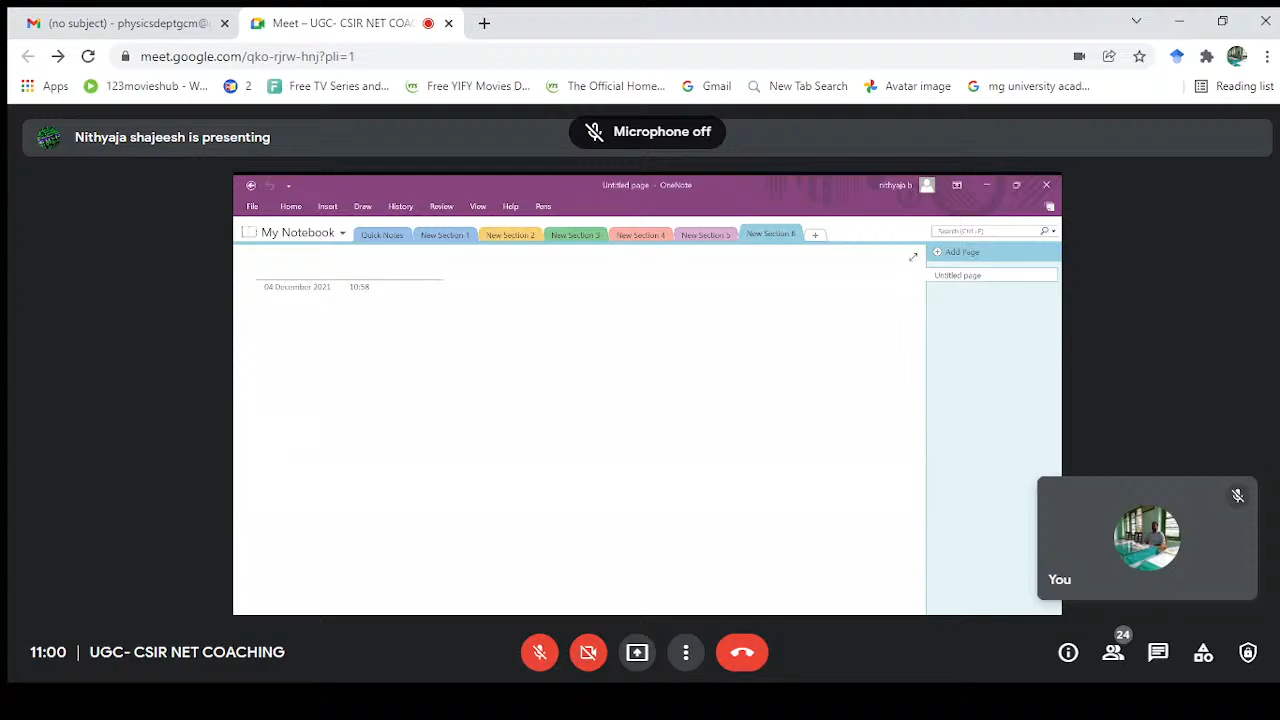 (no subject) - physicsdeptgcm@
Meet – UGC- CSIR NET COAC
meet.google.com/qko-rjrw-hnj?pli=1
Apps
123movieshub - W...
2
Free TV Series and...
Free YIFY Movies D...
The Official Home...
Gmail
New Tab Search
Avatar image
mg university acad...
Reading list
Nithyaja shajeesh is presenting
Microphone off
Untitled page - OneNote
nithyaja b
File Home Insert Draw History Review View Help Pens
My Notebook
Quick Notes
New Section 1
New Section 2
New Section 3
New Section 4
New Section 5
New Section 6
Search (Ctrl+E)
Add Page
04 December 2021 10:58
Untitled page
You
11:00 | UGC- CSIR NET COACHING
24